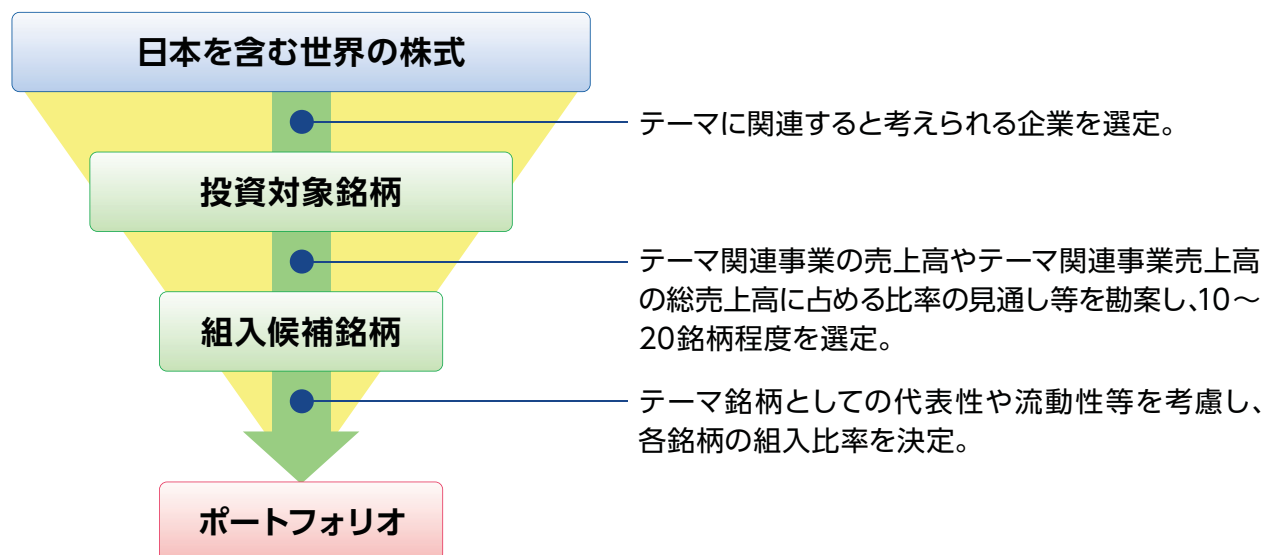 日本を含む世界の株式
テーマに関連すると考えられる企業を選定。
投資対象銘柄
テーマ関連事業の売上高やテーマ関連事業売上高
の総売上高に占める比率の見通し等を勘案し、10～
20銘柄程度を選定。
組入候補銘柄
テーマ銘柄としての代表性や流動性等を考慮し、
各銘柄の組入比率を決定。
ポートフォリオ